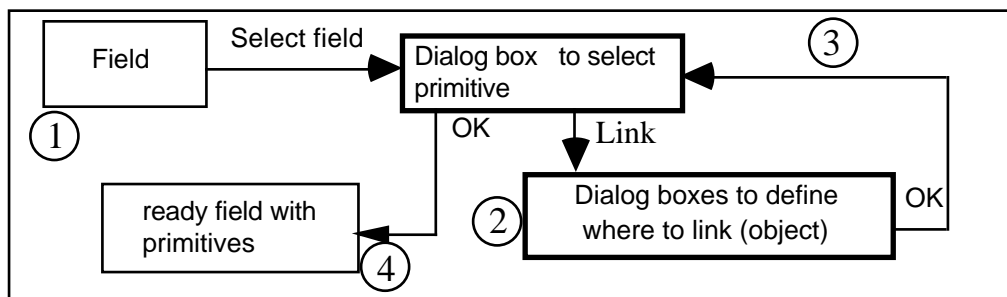 Field
Select field
Dialog box to select
primitive
3
1
OK
Link
ready field with
primitives
4
2
Dialog boxes to define
where to link (object)
OK